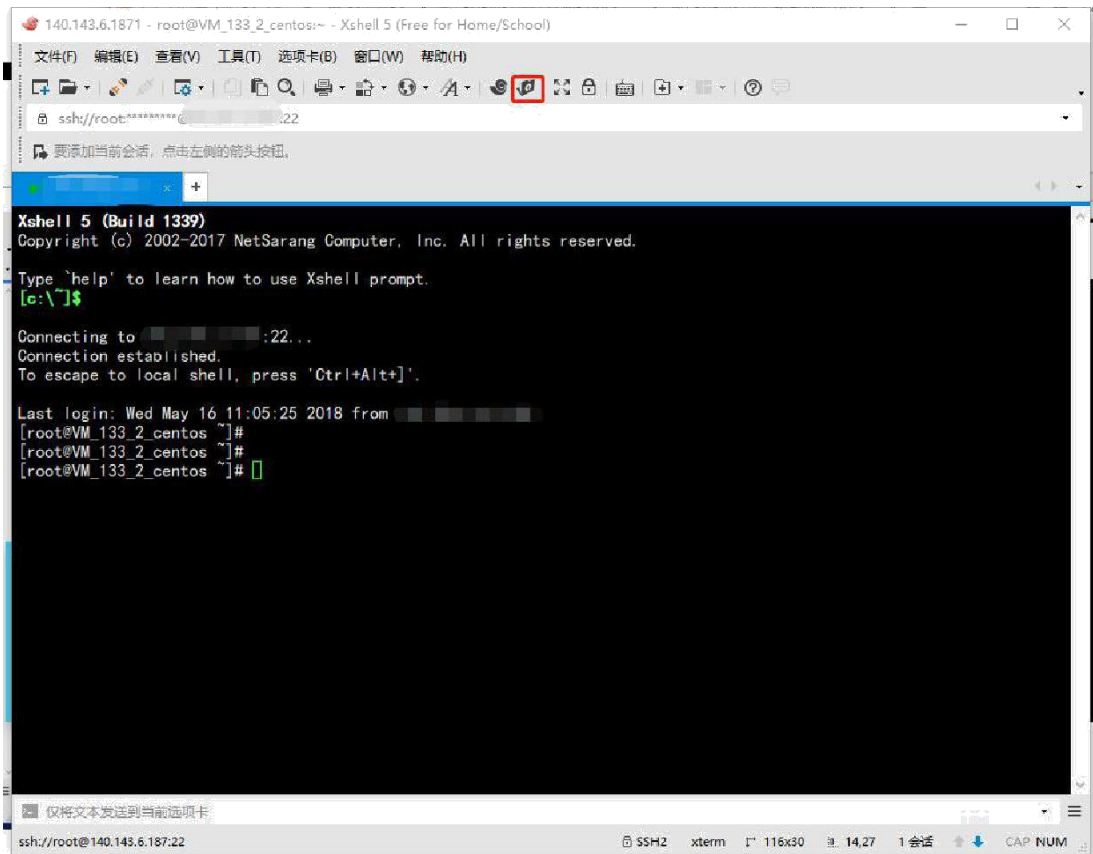 140.143.6.1871 - root@VM_133_2_centos:~ - Xshell 5 (Free for Home/School)
文件(F) 编辑(E) 查看(V) 工具(T) 选项卡(B) 窗口(W) 帮助(H)
ssh://root:*********@ :22
要添加当前会话，点击左侧的箭头按钮。
Xshell 5 (Build 1339)
Copyright (c) 2002-2017 NetSarang Computer, Inc. All rights reserved.
Type `help' to learn how to use Xshell prompt.
[c:\~]$
Connecting to :22...
Connection established.
To escape to local shell, press 'Ctrl+Alt+]'.
Last login: Wed May 16 11:05:25 2018 from
[root@VM_133_2_centos ~]#
[root@VM_133_2_centos ~]#
[root@VM_133_2_centos ~]#
仅将文本发送到当前选项卡
ssh://root@140.143.6.187:22 SSH2 xterm 116x30 14,27 1 会话 CAP NUM